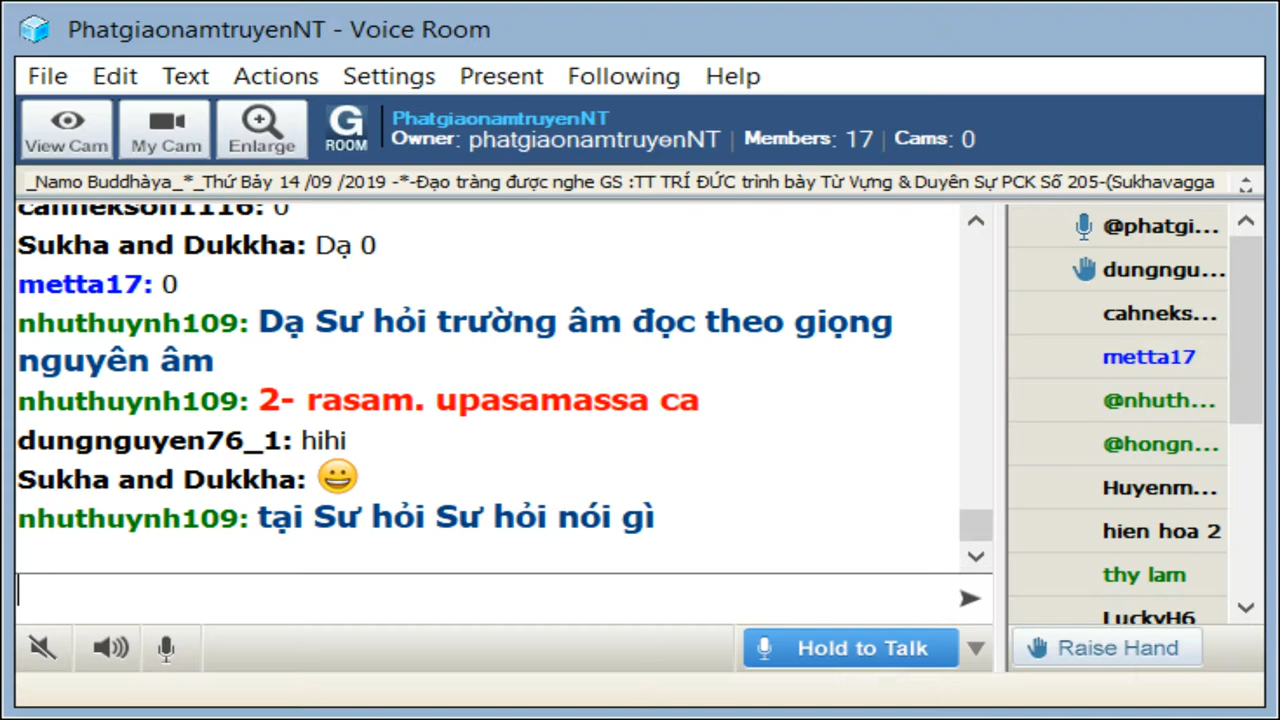 PhatgiaonamtruyenNT - Voice Room
File Edit Text Actions Settings Present Following Help
View Cam My Cam Enlarge G ROOM
PhatgiaonamtruyenNT
Owner: phatgiaonamtruyenNT | Members: 17 | Cams: 0
_Namo Buddhàya_*_Thứ Bảy 14 /09 /2019 -*-Đạo tràng được nghe GS :TT TRÍ ĐỨC trình bày Từ Vựng & Duyên Sự PCK Số 205-(Sukhavagga
cahnekson1116: 0
Sukha and Dukkha: Dạ 0
metta17: 0
nhuthuynh109: Dạ Sư hỏi trường âm đọc theo giọng
nguyên âm
nhuthuynh109: 2- rasam. upasamassa ca
dungnguyen76_1: hihi
Sukha and Dukkha: 😀
nhuthuynh109: tại Sư hỏi Sư hỏi nói gì
@phatgi...
dungngu...
cahneks...
metta17
@nhuth...
@hongn...
Huyenm...
hien hoa 2
thy lam
LuckyH6
Hold to Talk
Raise Hand